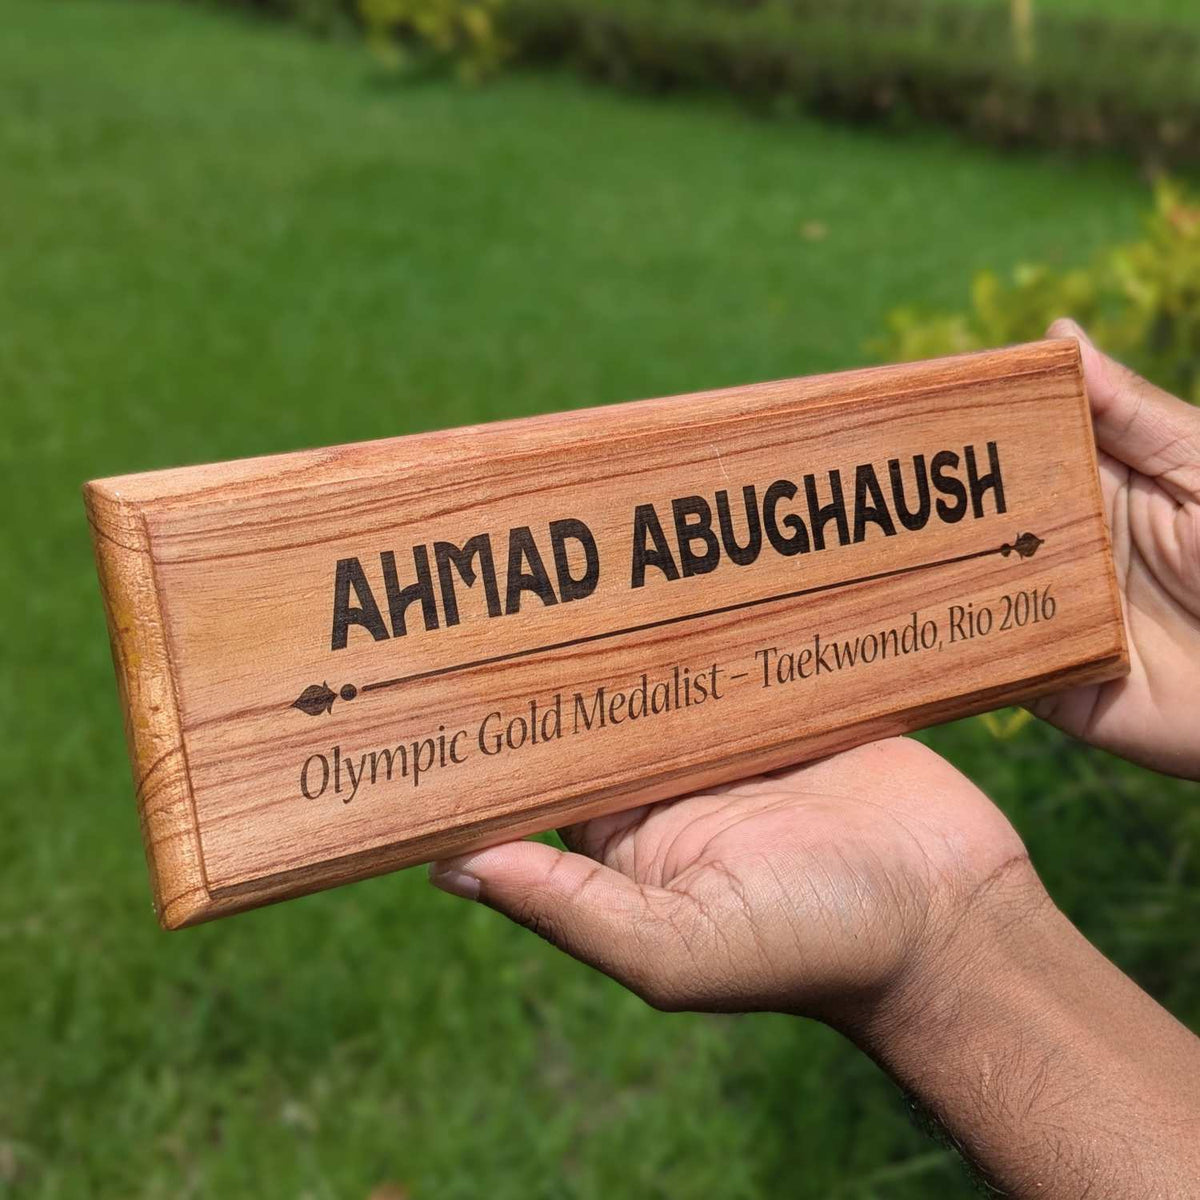 AHMAD ABUGHAUSH
Olympic Gold Medalist – Taekwondo, Rio 2016